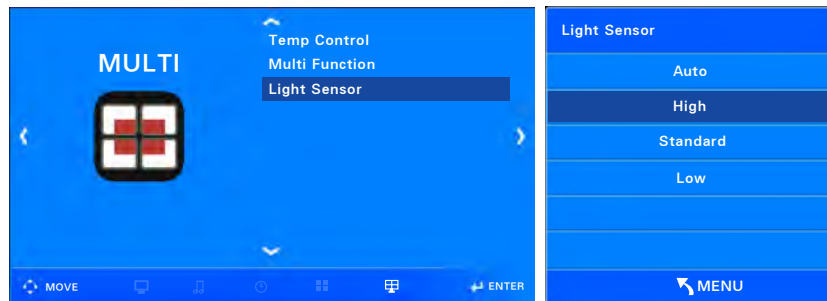 MULTI
Temp Control
Multi Function
Light Sensor
MOVE
ENTER
Light Sensor
Auto
High
Standard
Low
MENU